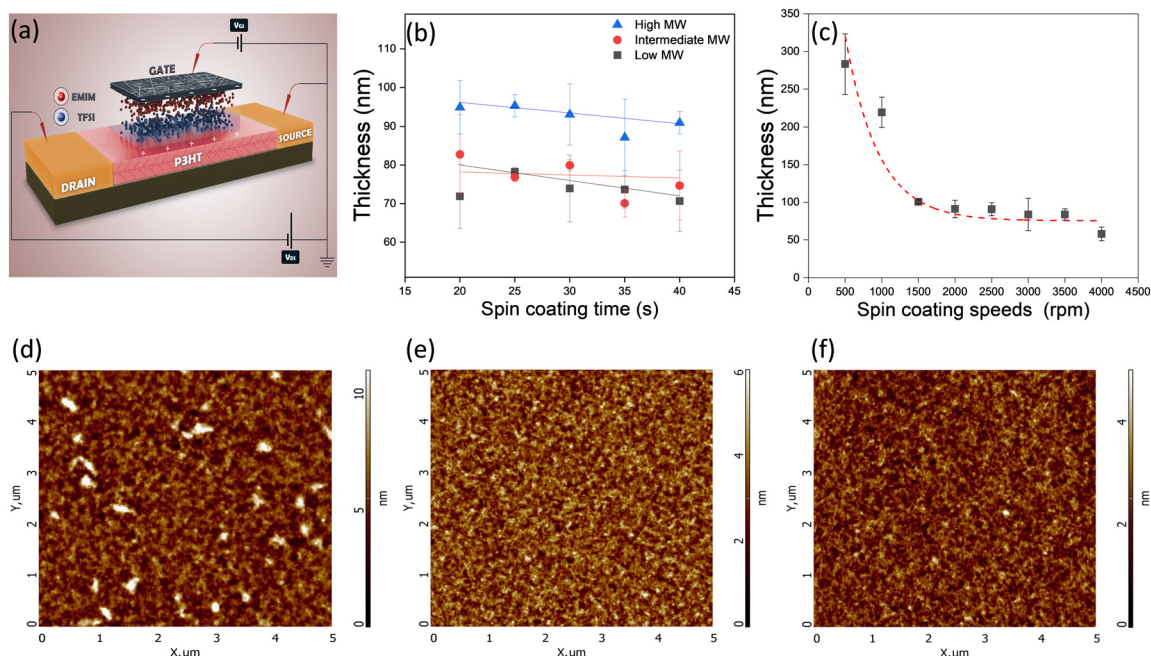 (a)
VGS
GATE
EMIM
TFSI
P3HT
SOURCE
DRAIN
VDS
(b)
High MW
Intermediate MW
Low MW
Thickness (nm)
110
100
90
80
70
60
15 20 25 30 35 40 45
Spin coating time (s)
(c)
Thickness (nm)
350
300
250
200
150
100
50
0
0 500 1000 1500 2000 2500 3000 3500 4000 4500
Spin coating speeds (rpm)
(d)
Y,um
5
4
3
2
1
0
0 1 2 3 4 5
X,um
10
5
0
nm
(e)
Y,um
5
4
3
2
1
0
0 1 2 3 4 5
X,um
6
4
2
0
nm
(f)
Y,um
5
4
3
2
1
0
0 1 2 3 4 5
X,um
4
2
0
nm